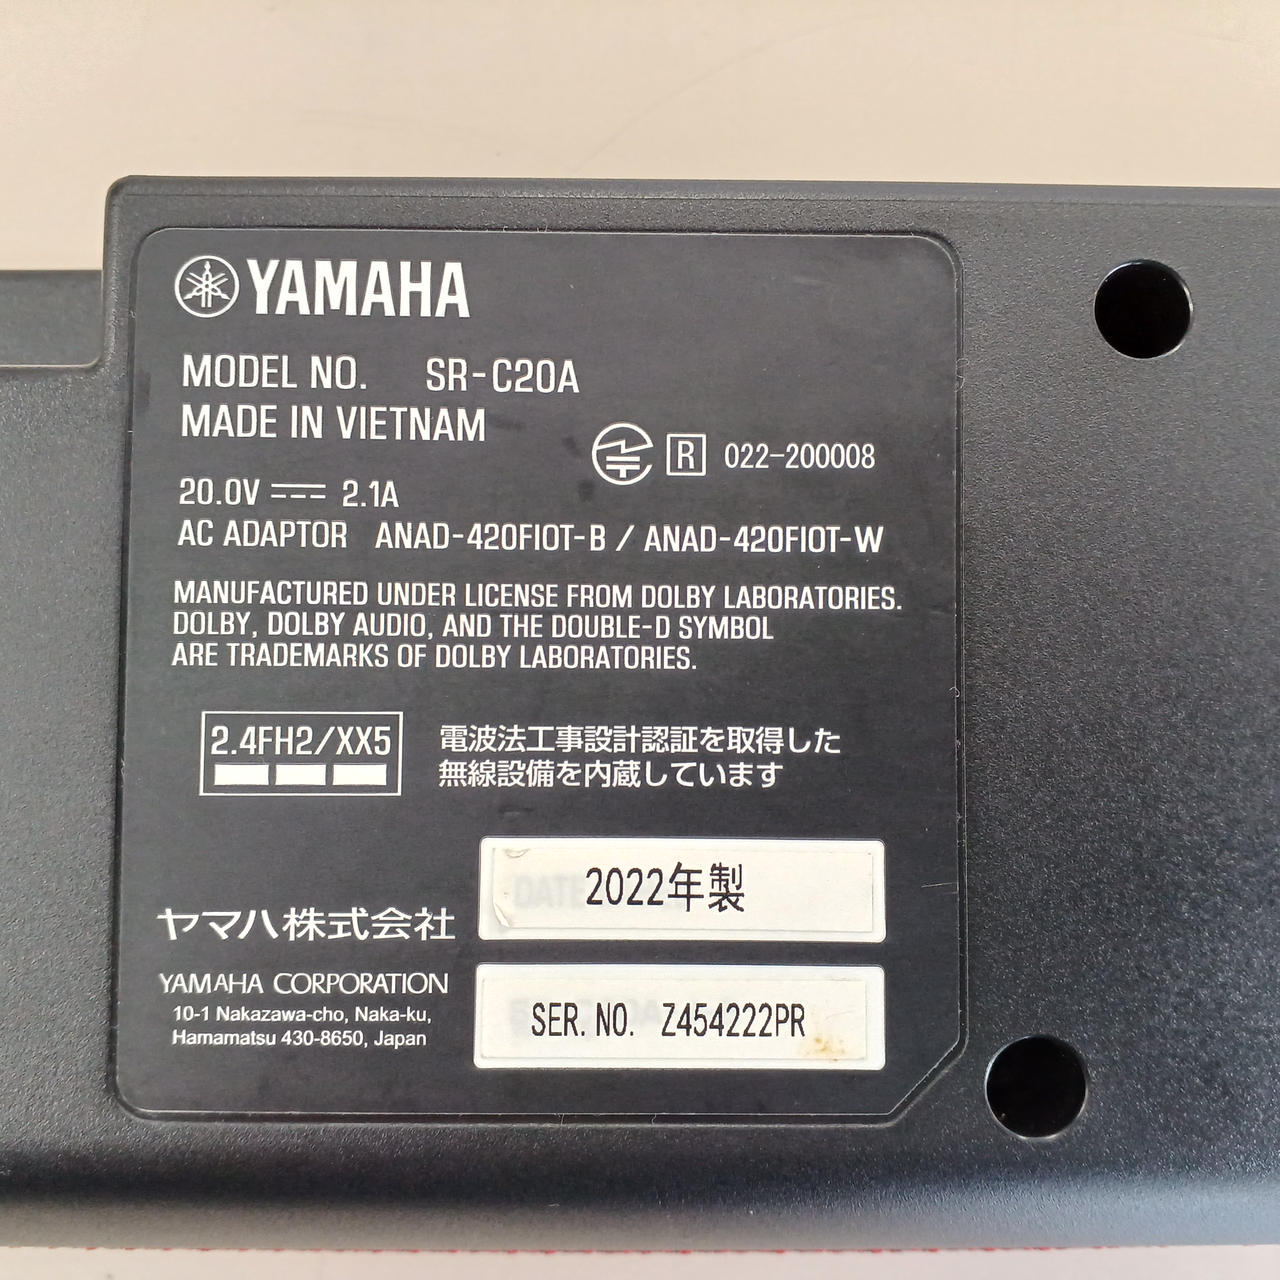 YAMAHA
MODEL NO. SR-C20A
MADE IN VIETNAM
R 022-200008
20.0V 2.1A
AC ADAPTOR ANAD-420FIOT-B / ANAD-420FIOT-W
MANUFACTURED UNDER LICENSE FROM DOLBY LABORATORIES.
DOLBY, DOLBY AUDIO, AND THE DOUBLE-D SYMBOL
ARE TRADEMARKS OF DOLBY LABORATORIES.
2.4FH2/XX5
電波法工事設計認証を取得した
無線設備を内蔵しています
DATE
2022年製
ヤマハ株式会社
YAMAHA CORPORATION
10-1 Nakazawa-cho, Naka-ku,
Hamamatsu 430-8650, Japan
SER. NO. Z454222PR